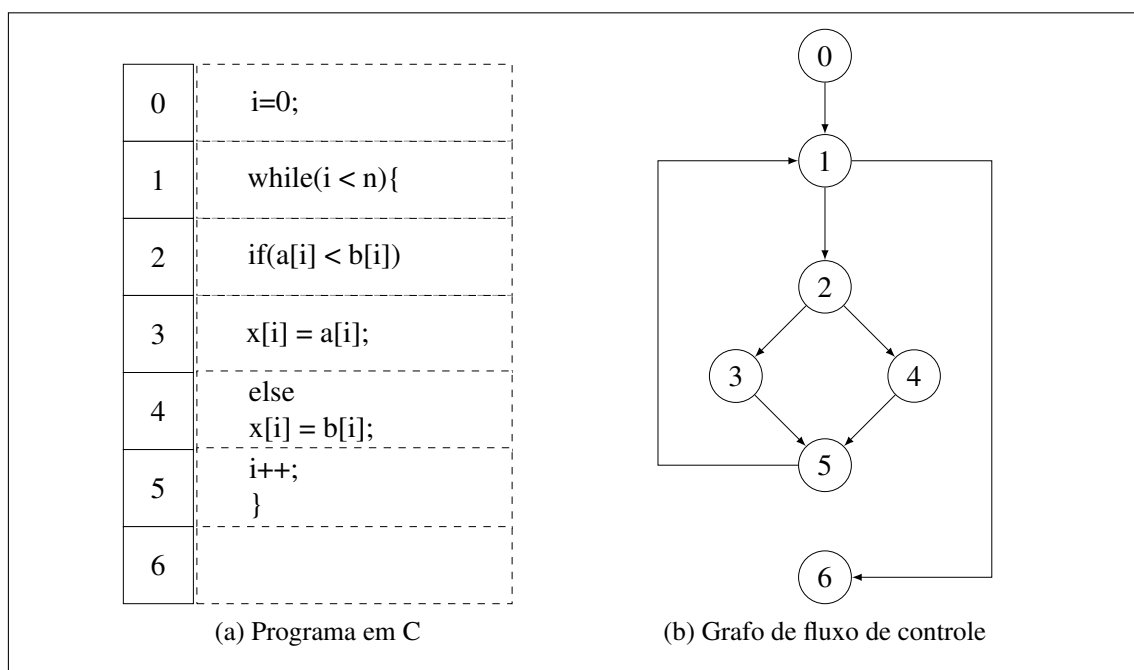 0 i=0;
1 while(i < n){
2 if(a[i] < b[i])
3 x[i] = a[i];
4 else
x[i] = b[i];
5 i++;
}
6
(a) Programa em C
0
1
2
3 4
5
6
(b) Grafo de fluxo de controle